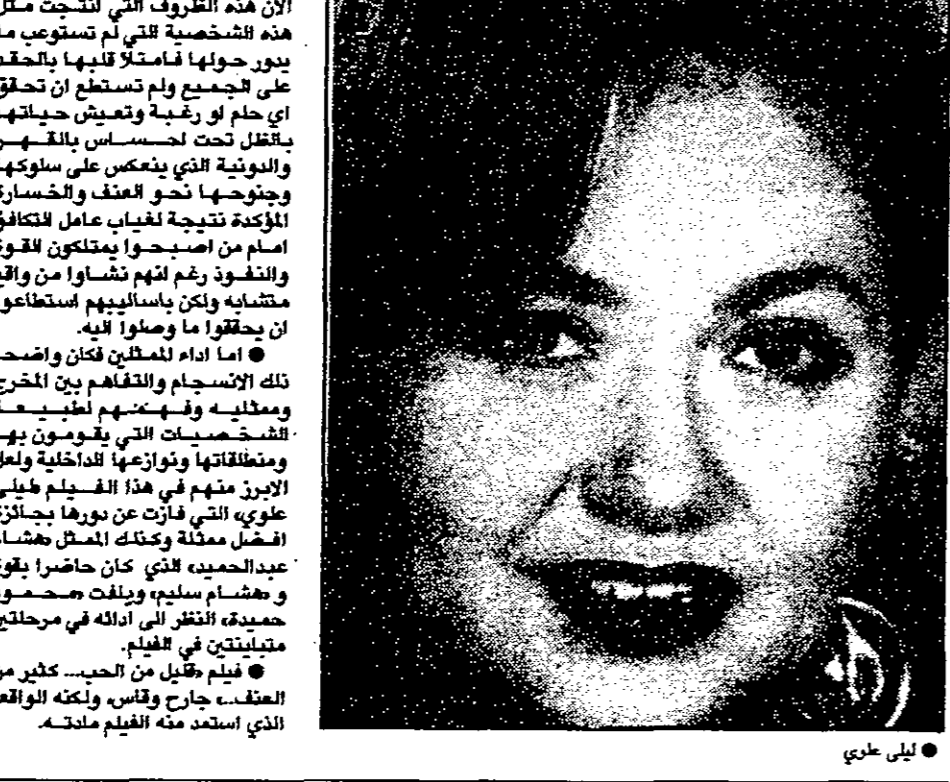 الآن هذه الظروف التي انتجت مثل
هذه الشخصية التي لم تستوعب ما
يدور حولها فامتلأ قلبها بالحقد
على الجميع ولم تستطع ان تحقق
اي حلم لو رغبة وتعيش حياتها
بالظل تحت احساس بالقهر
والدونية الذي ينعكس على سلوكها
وجنوحها نحو العنف والخسارة
المؤكدة نتيجة لغياب عامل التكافؤ
امام من اصبحوا يمتلكون القوة
والنفوذ رغم انهم نشاوا من واقع
متشابه ولكن باساليبهم استطاعوا
ان يحققوا ما وصلوا اليه.
● اما اداء الممثلين فكان واضحا
ذلك الانسجام والتفاهم بين المخرج
وممثليه وفهمهم لطبيعة
الشخصيات التي يقومون بها
ومنطلقاتها ونوازعها الداخلية ولعل
الابرز منهم في هذا الفيلم «ليلى
علوي» التي فازت عن دورها بجائزة
افضل ممثلة وكذلك الممثل «هشام
عبدالحميد» الذي كان حاضرا بقوة
و«هشام سليم» ويلفت «محمود
حميدة» النظر الى ادائه في مرحلتين
متباينتين في الفيلم.
● فيلم «قليل من الحب... كثير من
العنف..» جارح وقاس، ولكنه الواقع
الذي استمد منه الفيلم مادته.
● ليلى علوي